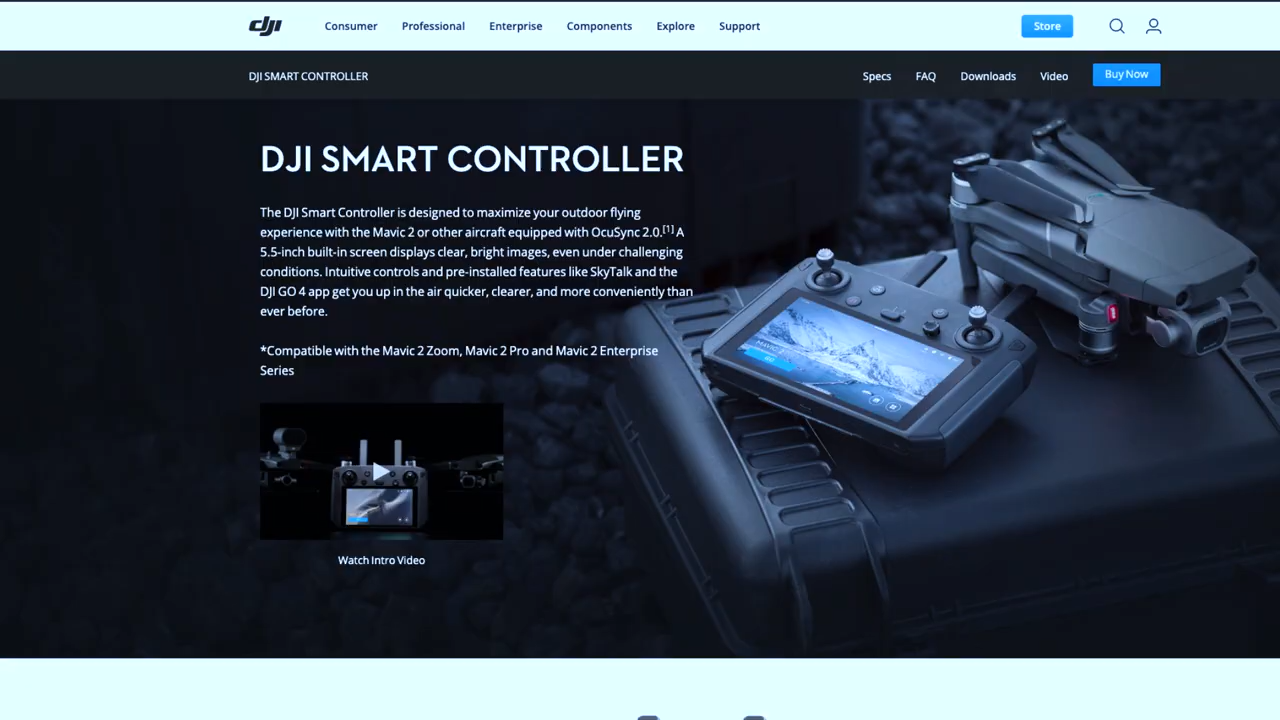 dji
Consumer Professional Enterprise Components Explore Support Store
DJI SMART CONTROLLER Specs FAQ Downloads Video Buy Now
DJI SMART CONTROLLER
The DJI Smart Controller is designed to maximize your outdoor flying
experience with the Mavic 2 or other aircraft equipped with OcuSync 2.0.[1] A
5.5-inch built-in screen displays clear, bright images, even under challenging
conditions. Intuitive controls and pre-installed features like SkyTalk and the
DJI GO 4 app get you up in the air quicker, clearer, and more conveniently than
ever before.
*Compatible with the Mavic 2 Zoom, Mavic 2 Pro and Mavic 2 Enterprise
Series
MAVIC 2
Watch Intro Video